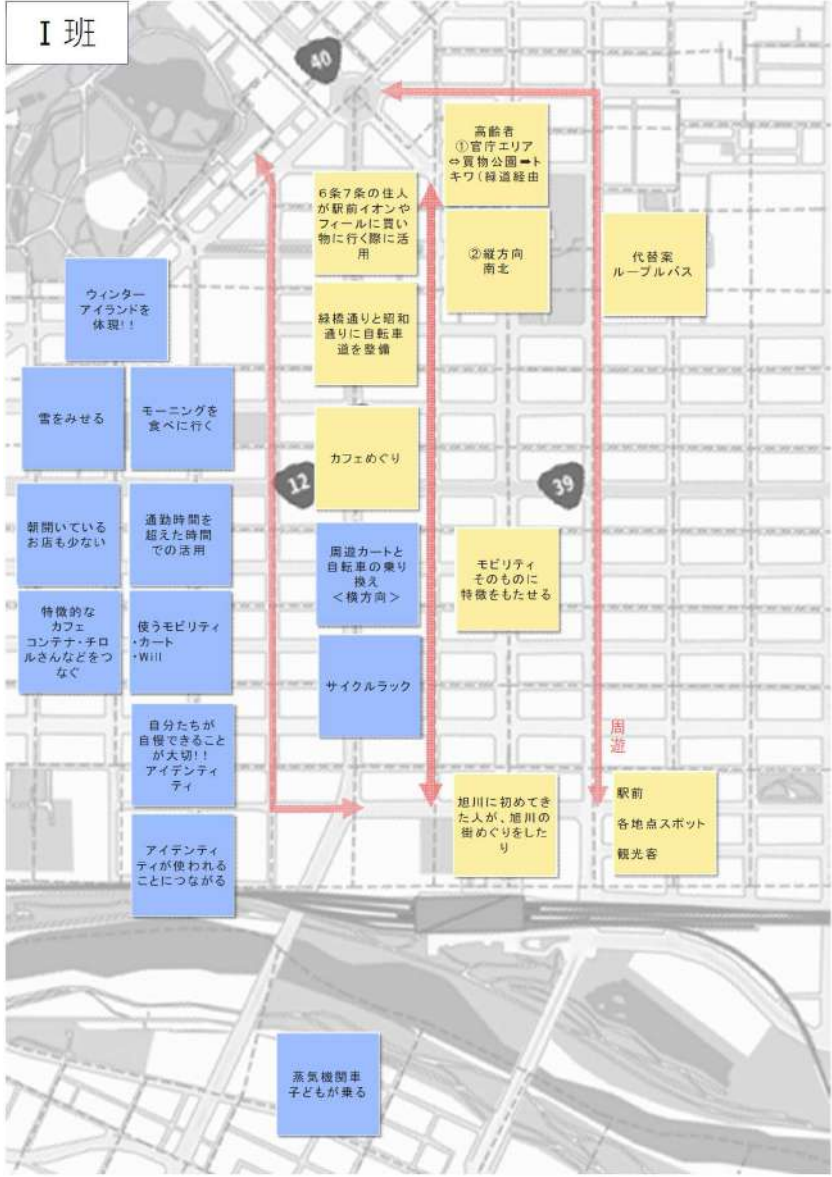 Ⅰ 班
40
高齢者
①官庁エリア
⇔買物公園➡ト
キワ(緑道経由
6条7条の住人
が駅前イオンや
フィールに買い
物に行く際に活
用
②縦方向
南北
代替案
ループルバス
ウィンター
アイランドを
体現!!
緑橋通りと昭和
通りに自転車
道を整備
雪をみせる
モーニングを
食べに行く
カフェめぐり
12
39
朝開いている
お店も少ない
通勤時間を
超えた時間
での活用
周遊カートと
自転車の乗り
換え
<横方向>
モビリティ
そのものに
特徴をもたせる
特徴的な
カフェ
コンテナ・チロ
ルさんなどをつ
なぐ
使うモビリティ
・カート
・Will
サイクルラック
自分たちが
自慢できること
が大切!!
アイデンティ
ティ
周遊
旭川に初めてき
た人が、旭川の
街めぐりをした
り
駅前
各地点スポット
観光客
アイデンティ
ティが使われる
ことにつながる
蒸気機関車
子どもが乗る